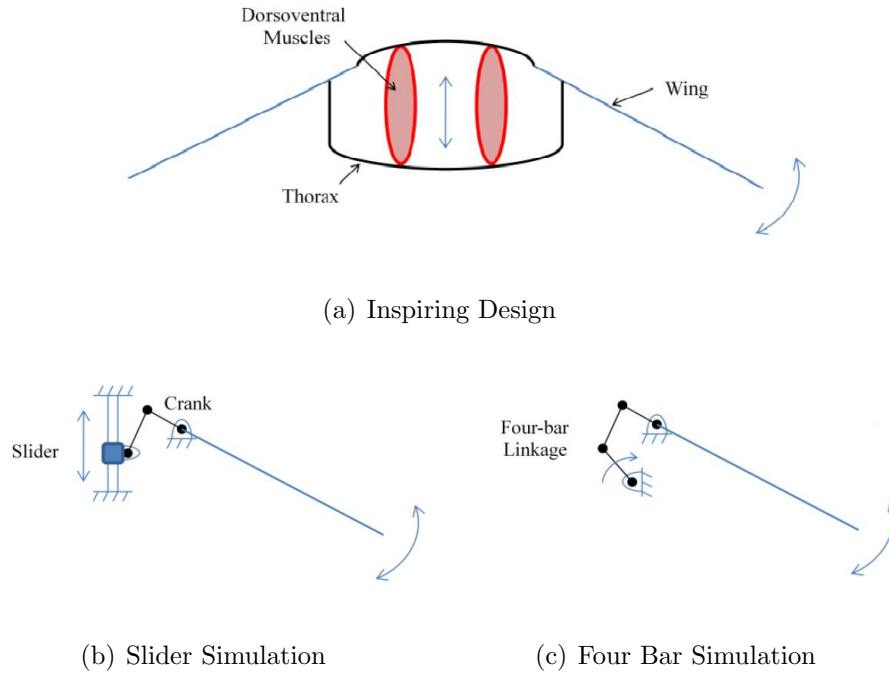 Dorsoventral
Muscles
Wing
Thorax
(a) Inspiring Design
Crank
Slider
Four-bar
Linkage
(b) Slider Simulation
(c) Four Bar Simulation